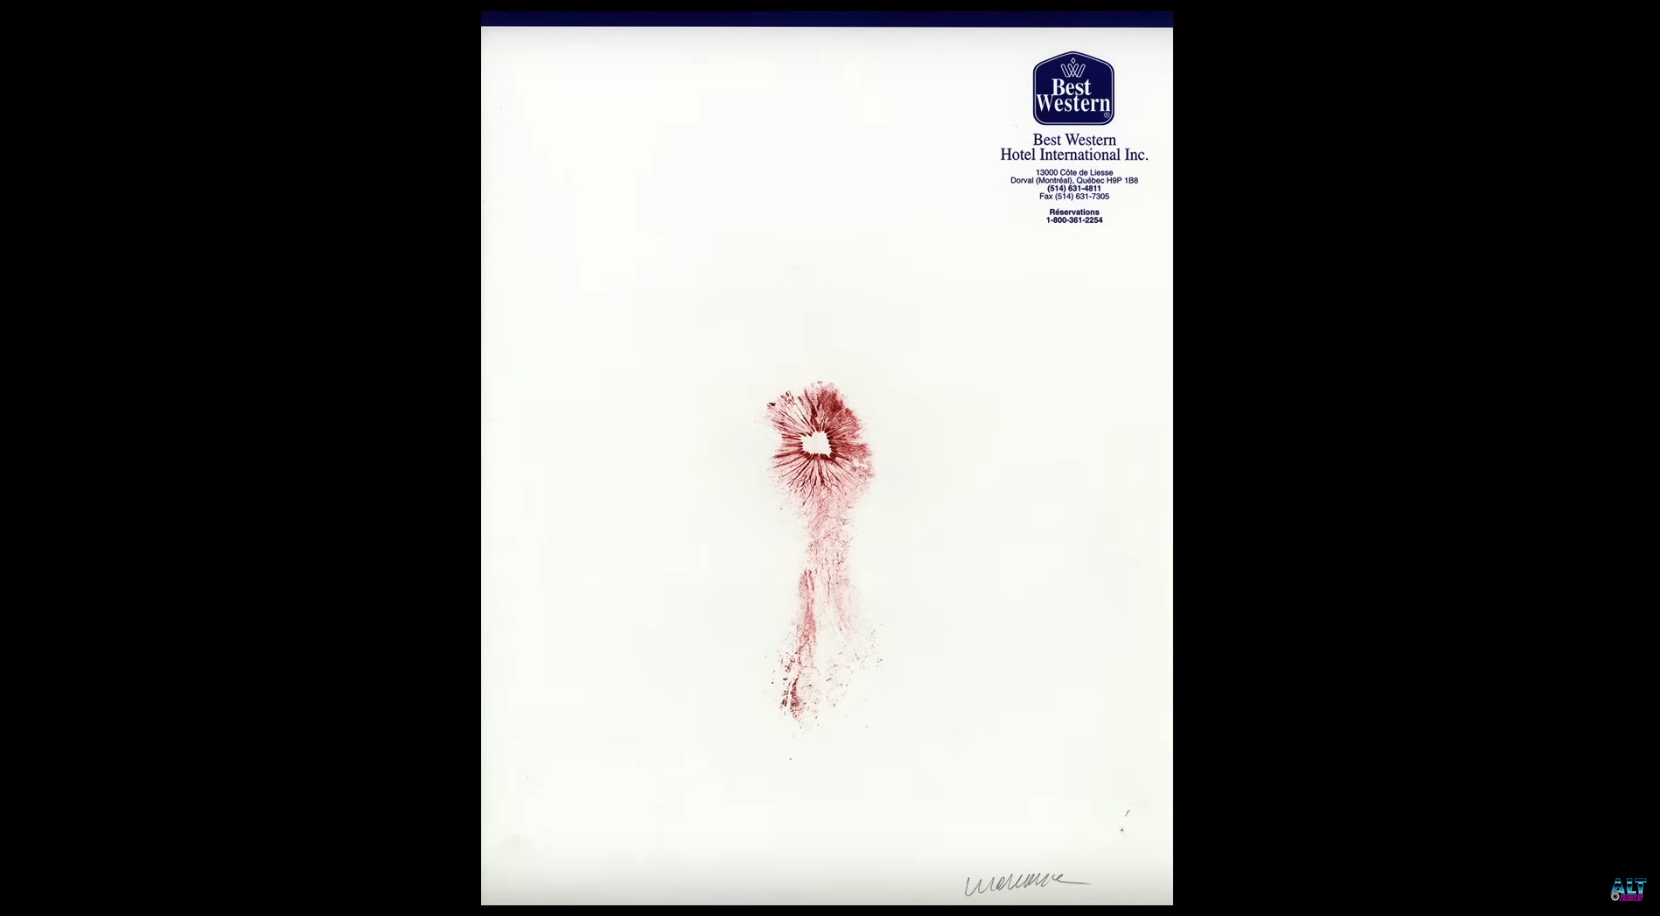 Best
Western
Best Western
Hotel International Inc.
13000 Côte de Liesse
Dorval (Montréal), Québec H9P 1B8
(514) 631-4811
Fax (514) 631-7305
Réservations
1-800-361-2254
ALT